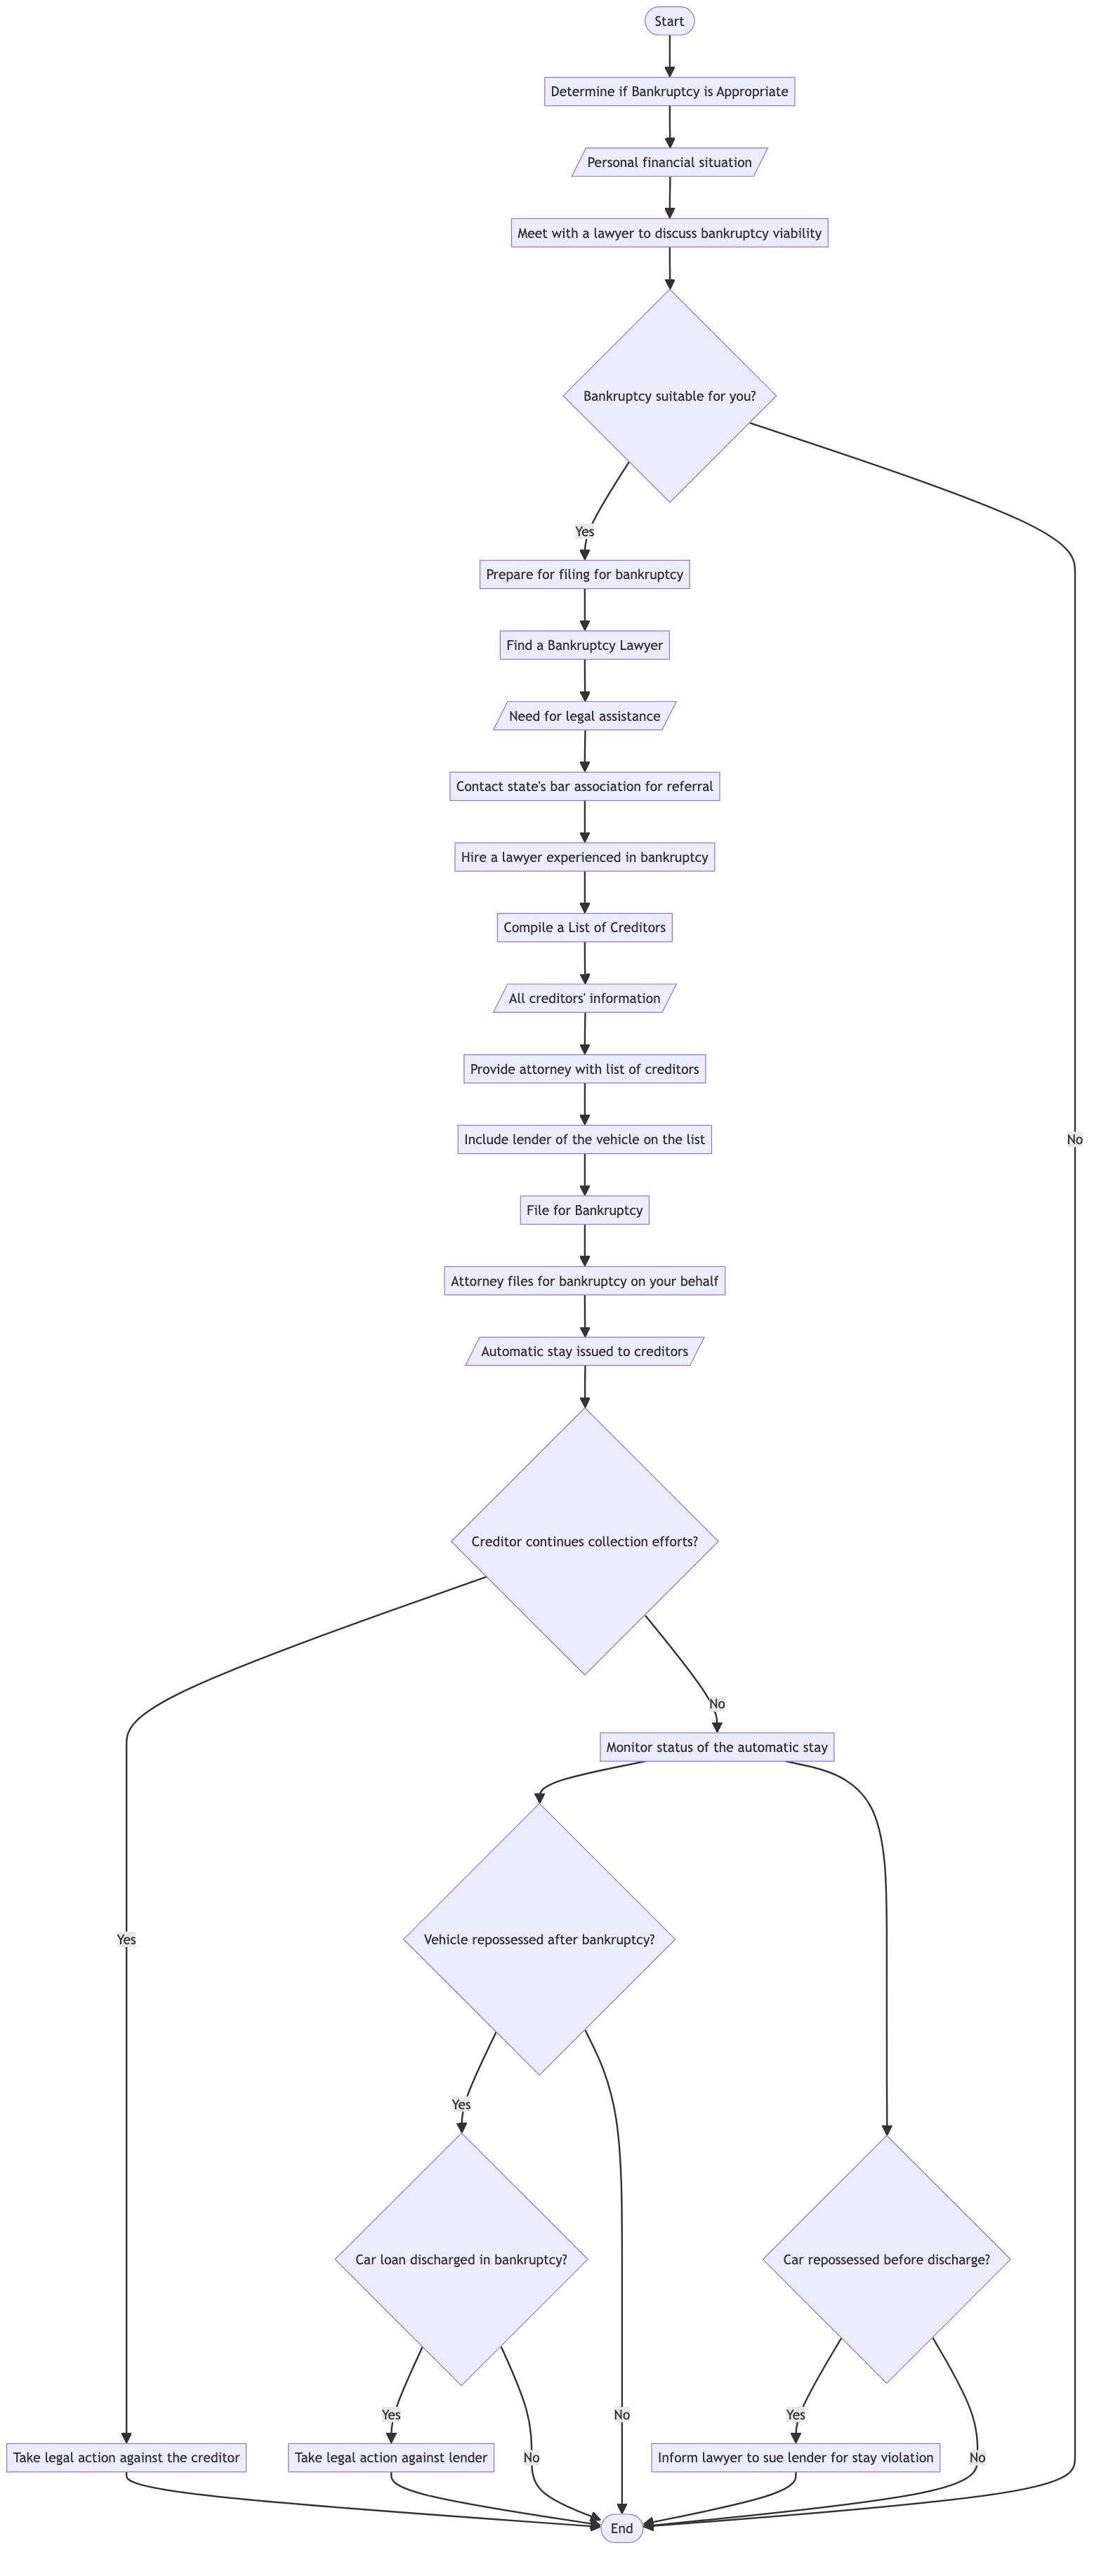 Start
Determine if Bankruptcy is Appropriate
Personal financial situation
Meet with a lawyer to discuss bankruptcy viability
Bankruptcy suitable for you?
Yes
Prepare for filing for bankruptcy
Find a Bankruptcy Lawyer
Need for legal assistance
Contact state's bar association for referral
Hire a lawyer experienced in bankruptcy
Compile a List of Creditors
All creditors' information
Provide attorney with list of creditors
No
Include lender of the vehicle on the list
File for Bankruptcy
Attorney files for bankruptcy on your behalf
Automatic stay issued to creditors
Creditor continues collection efforts?
No
Monitor status of the automatic stay
Yes
Vehicle repossessed after bankruptcy?
Yes
Car loan discharged in bankruptcy?
Car repossessed before discharge?
Yes
No
Yes
Take legal action against the creditor
Take legal action against lender
No
Inform lawyer to sue lender for stay violation
No
End